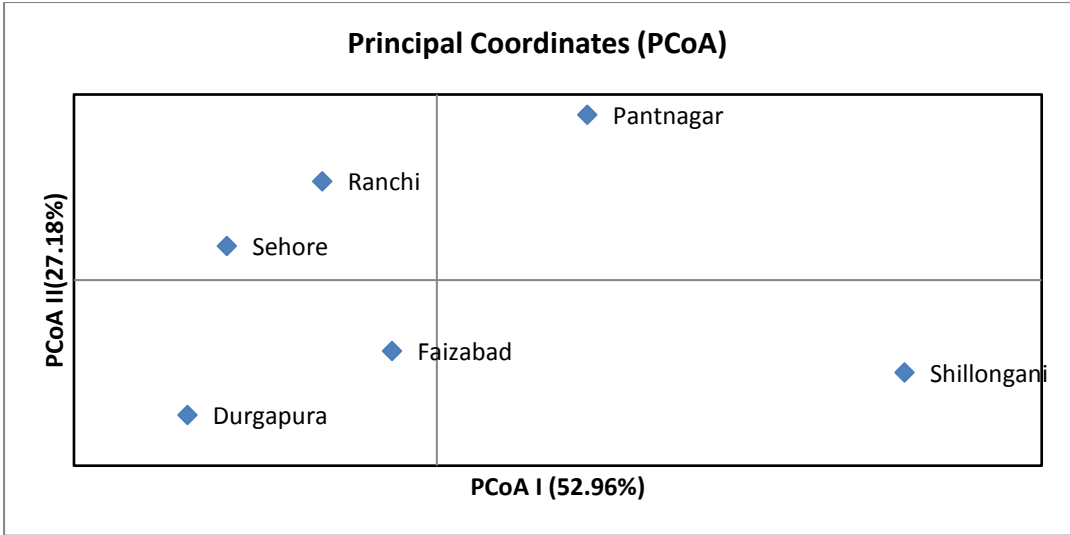 Principal Coordinates (PCoA)
Pantnagar
Ranchi
Sehore
Faizabad
Shillongani
Durgapura
PCoA II(27.18%)
PCoA I (52.96%)